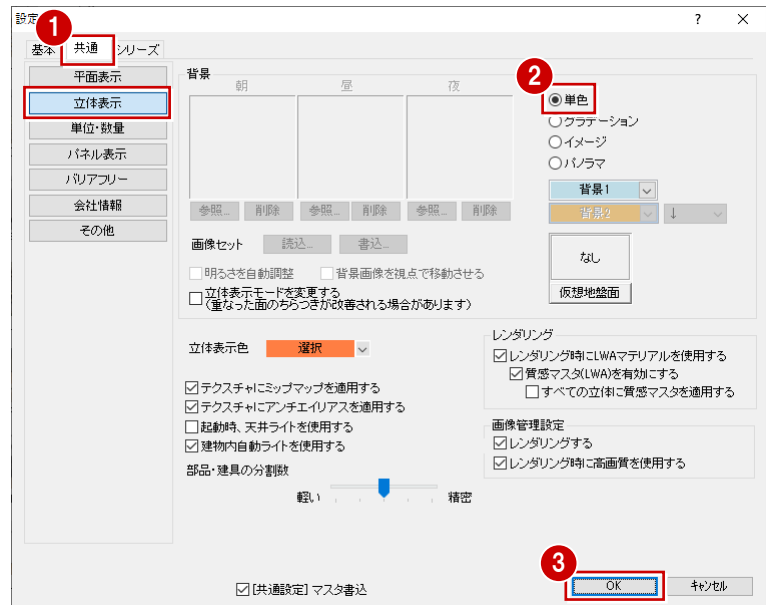 設定
?
×
1
基本
共通
シリーズ
平面表示
立体表示
単位・数量
パネル表示
バリアフリー
会社情報
その他
背景
朝
昼
夜
参照...
削除
参照...
削除
参照...
削除
画像セット
読込...
書込...
明るさを自動調整
背景画像を視点で移動させる
立体表示モードを変更する
(重なった面のちらつきが改善される場合があります)
2
単色
グラデーション
イメージ
パノラマ
背景1
背景2
↓
なし
仮想地盤面
立体表示色
選択
テクスチャにミップマップを適用する
テクスチャにアンチエイリアスを適用する
起動時、天井ライトを使用する
建物内自動ライトを使用する
部品・建具の分割数
軽い
精密
レンダリング
レンダリング時にLWAマテリアルを使用する
質感マスタ(LWA)を有効にする
すべての立体に質感マスタを適用する
画像管理設定
レンダリングする
レンダリング時に高画質を使用する
[共通設定] マスタ書込
3
OK
キャンセル